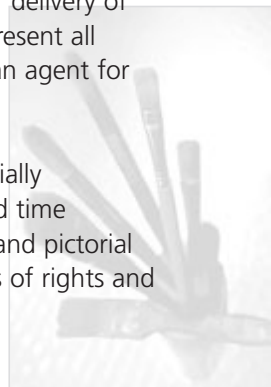 delivery of
resent all
an agent for
ially
d time
and pictorial
s of rights and